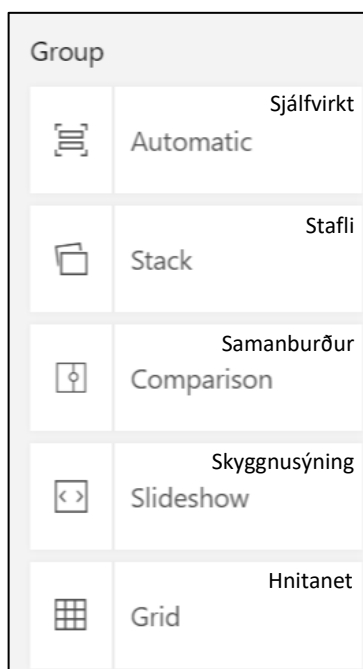 Group
Sjálfvirkt
Automatic
Stafli
Stack
Samanburður
Comparison
Skyggnusýning
Slideshow
Hnitanet
Grid